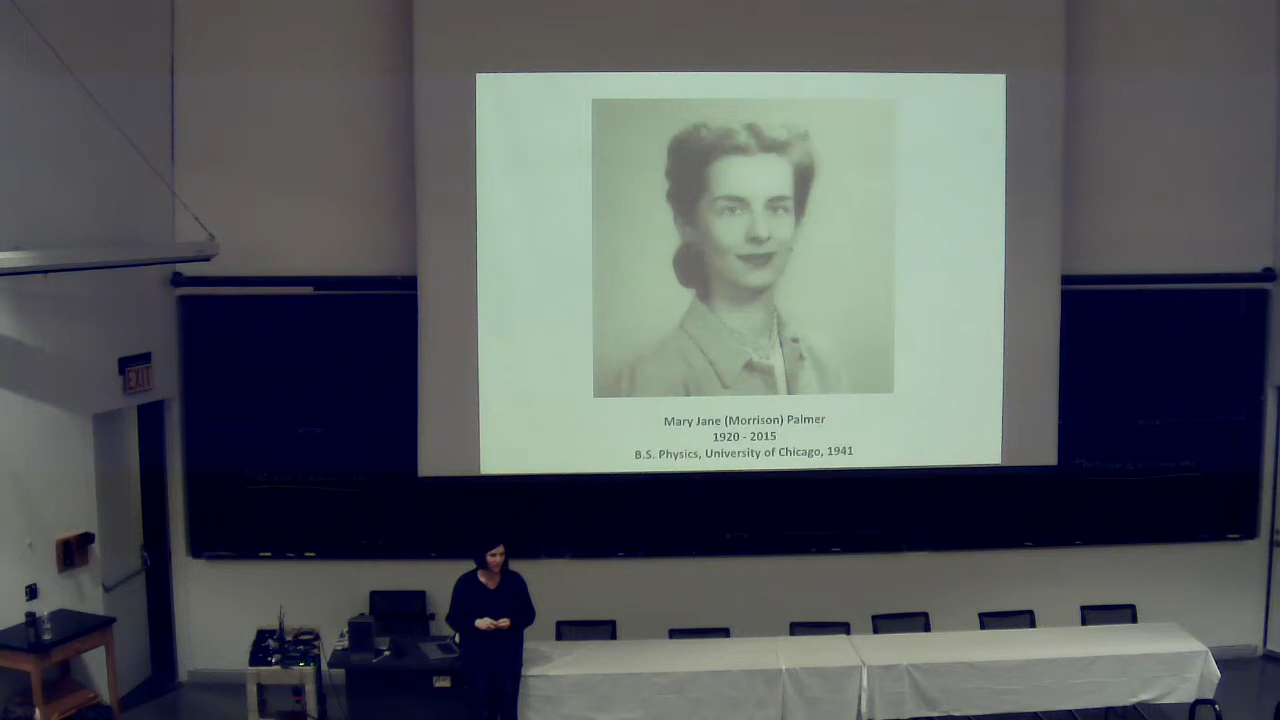 Mary Jane (Morrison) Palmer
1920 - 2015
B.S. Physics, University of Chicago, 1941
EXIT